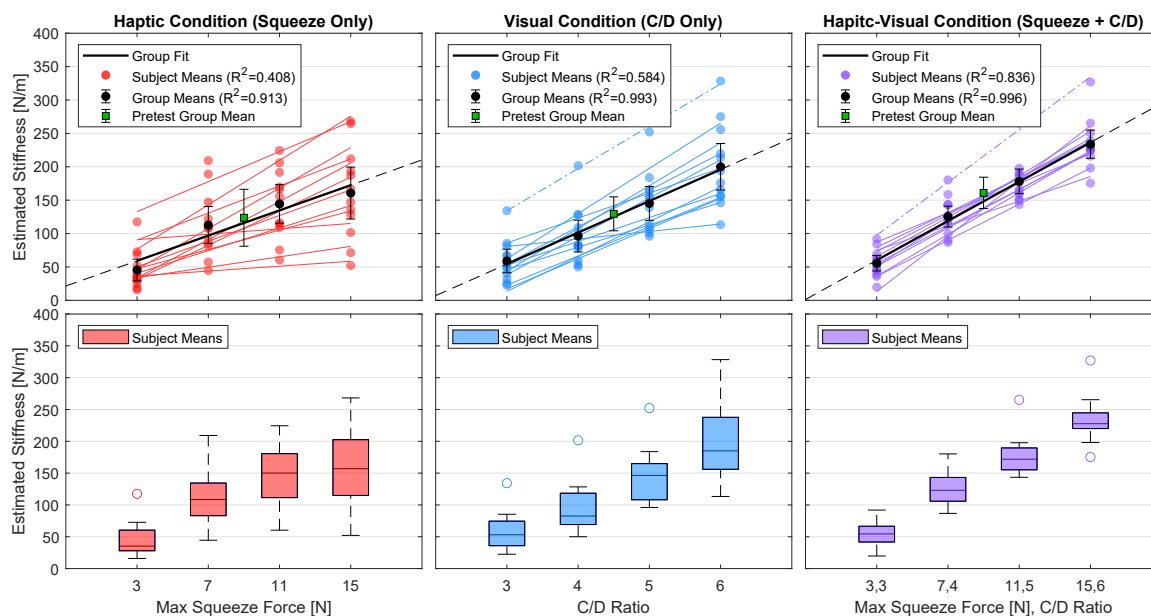 Haptic Condition (Squeeze Only)
Visual Condition (C/D Only)
Hapitc-Visual Condition (Squeeze + C/D)
Estimated Stiffness [N/m]
400
350
300
250
200
150
100
50
0
Group Fit
Subject Means (R²=0.408)
Group Means (R²=0.913)
Pretest Group Mean
Group Fit
Subject Means (R²=0.584)
Group Means (R²=0.993)
Pretest Group Mean
Group Fit
Subject Means (R²=0.836)
Group Means (R²=0.996)
Pretest Group Mean
Estimated Stiffness [N/m]
400
350
300
250
200
150
100
50
0
Subject Means
Subject Means
Subject Means
3 7 11 15
Max Squeeze Force [N]
3 4 5 6
C/D Ratio
3,3 7,4 11,5 15,6
Max Squeeze Force [N], C/D Ratio